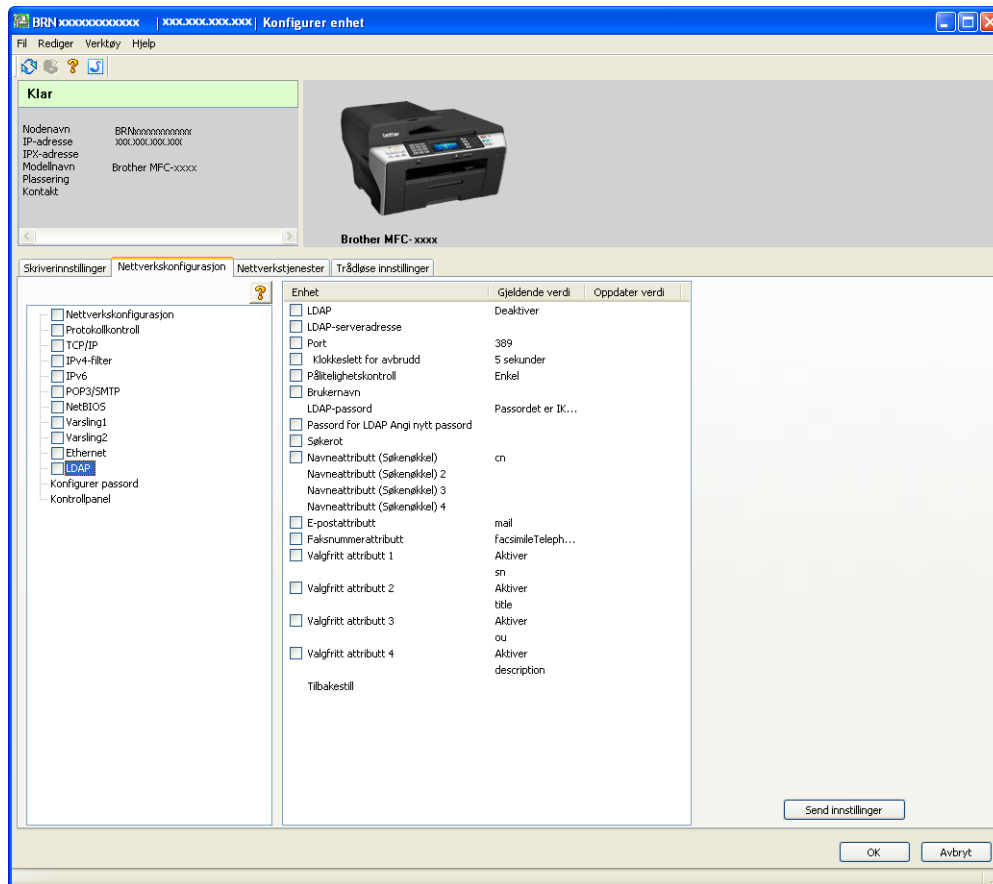 BRN xxxxxxxxxxxx | xxx.xxx.xxx.xxx | Konfigurer enhet
Fil Rediger Verktøy Hjelp
Klar
Nodenavn BRNxxxxxxxxxxxx
IP-adresse xxx.xxx.xxx.xxx
IPX-adresse
Modellnavn Brother MFC-xxxx
Plassering
Kontakt
brother
Brother MFC- xxxx
Skriverinnstillinger Nettverkskonfigurasjon Nettverkstjenester Trådløse innstillinger
Nettverkskonfigurasjon
Protokollkontroll
TCP/IP
IPv4-filter
IPv6
POP3/SMTP
NetBIOS
Varsling1
Varsling2
Ethernet
LDAP
Konfigurer passord
Kontrollpanel
Enhet Gjeldende verdi Oppdater verdi
LDAP Deaktiver
LDAP-serveradresse
Port 389
Klokkeslett for avbrudd 5 sekunder
Pålitelighetskontroll Enkel
Brukernavn
LDAP-passord Passordet er IK...
Passord for LDAP Angi nytt passord
Søkerot
Navneattributt (Søkenøkkel) cn
Navneattributt (Søkenøkkel) 2
Navneattributt (Søkenøkkel) 3
Navneattributt (Søkenøkkel) 4
E-postattributt mail
Faksnummerattributt facsimileTeleph...
Valgfritt attributt 1 Aktiver
sn
Valgfritt attributt 2 Aktiver
title
Valgfritt attributt 3 Aktiver
ou
Valgfritt attributt 4 Aktiver
description
Tilbakestill
Send innstillinger
OK Avbryt